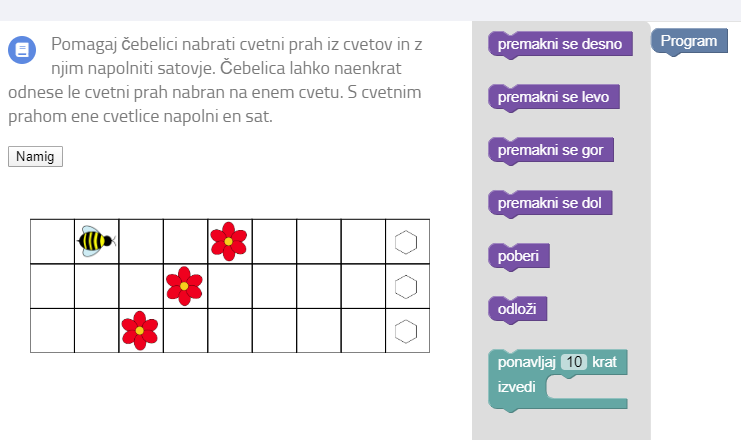 Pomagaj čebelici nabrati cvetni prah iz cvetov in z
njim napolniti satovje. Čebelica lahko naenkrat
odnese le cvetni prah nabran na enem cvetu. S cvetnim
prahom ene cvetlice napolni en sat.
Namig
premakni se desno
premakni se levo
premakni se gor
premakni se dol
poberi
odloži
ponavljaj 10 krat
izvedi
Program